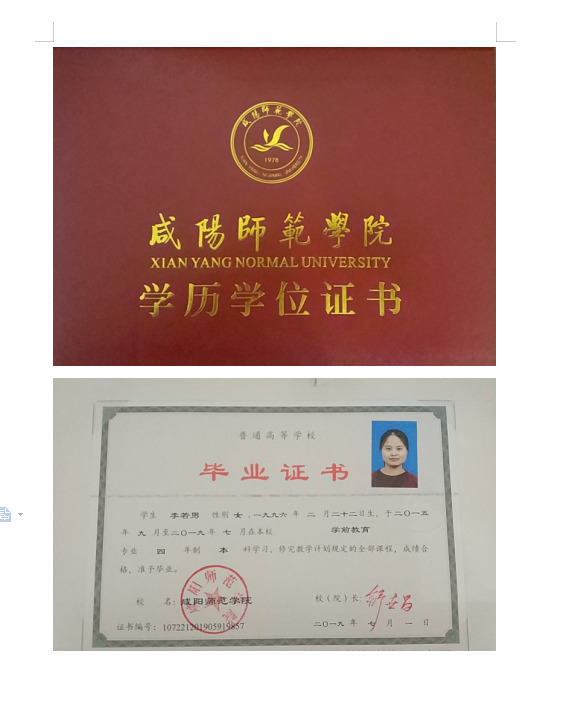 咸陽師範學院
1978
XIAN YANG NORMAL UNIVERSITY
咸陽師範學院
XIAN YANG NORMAL UNIVERSITY
学历学位证书
普通高等学校
毕业证书
学生 李若男 性别 女，一九九六 年 二 月二十二日生，于二〇一五
年 九 月至二〇一九年 七 月在本校 学前教育
专业 四 年制 本 科学习，修完教学计划规定的全部课程，成绩合
格，准予毕业。
校 名：咸阳师范学院 校（院）长：
证书编号： 107221201905919857 二〇一九 年 七 月 一 日
咸阳师范学院